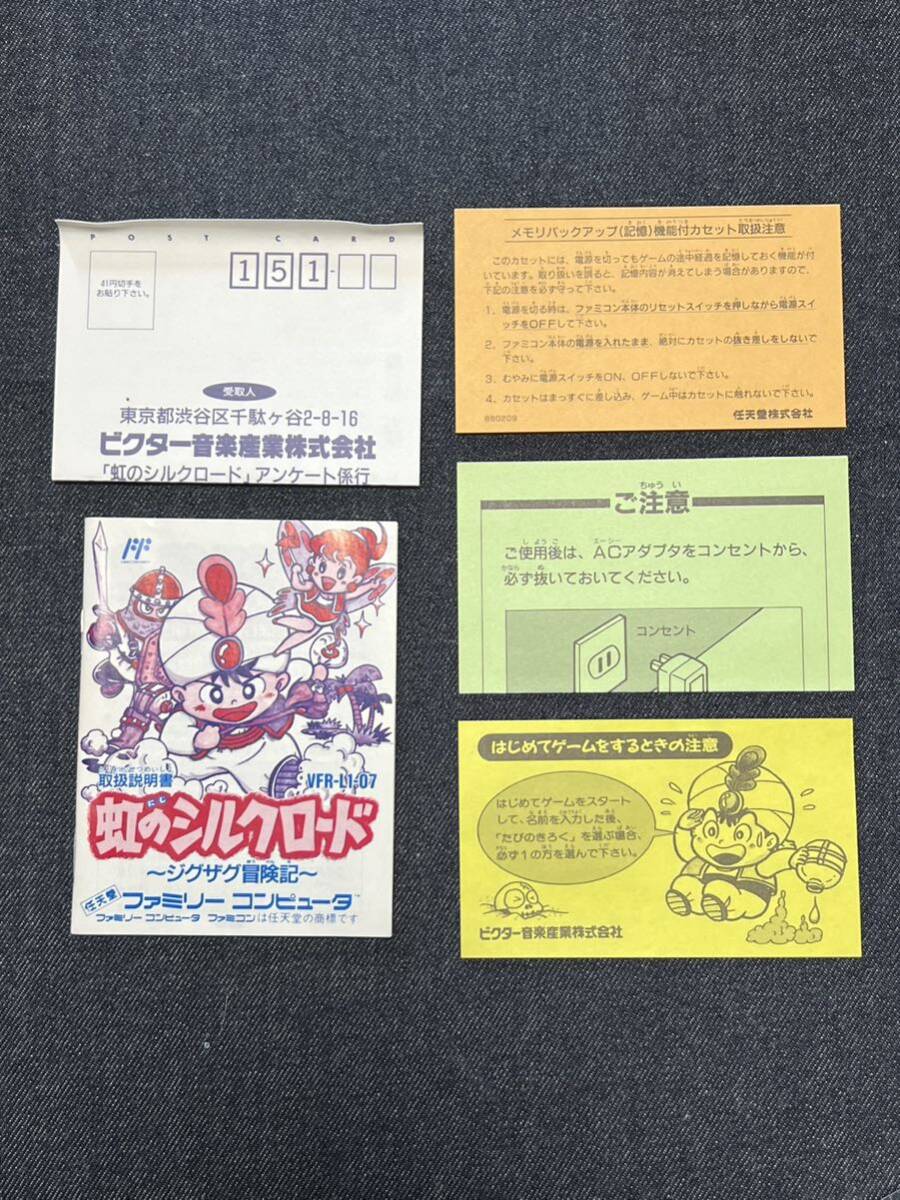 POST CARD
41円切手を
お貼り下さい。
151-
受取人
東京都渋谷区千駄ヶ谷2-8-16
ビクター音楽産業株式会社
「虹のシルクロード」アンケート係行
取扱説明書
VFR-L1-07
にじ
虹のシルクロード
～ジグザグ冒険記～
任天堂
ファミリー コンピュータ™
ファミリー コンピュータ ファミコンは任天堂の商標です
メモリバックアップ(記憶)機能付カセット取扱注意
このカセットには、電源を切ってもゲームの途中経過を記憶しておく機能が付
いています。取り扱いを誤ると、記憶内容が消えてしまう場合がありますので、
下記の注意を必ず守って下さい。
1. 電源を切る時は、ファミコン本体のリセットスイッチを押しながら電源スイ
ッチをOFFして下さい。
2. ファミコン本体の電源を入れたまま、絶対にカセットの抜き差しをしないで
下さい。
3. むやみに電源スイッチをON、OFFしないで下さい。
4. カセットはまっすぐに差し込み、ゲーム中はカセットに触れないで下さい。
880209
任天堂株式会社
ちゅうい
ご注意
しようご エーシー
ご使用後は、ACアダプタをコンセントから、
かなら ぬ
必ず抜いておいてください。
コンセント
はじめてゲームをするときの注意
はじめてゲームをスタート
して、名前を入力した後、
「たびのきろく」を選ぶ場合、
必ず1の方を選んで下さい。
ビクター音楽産業株式会社